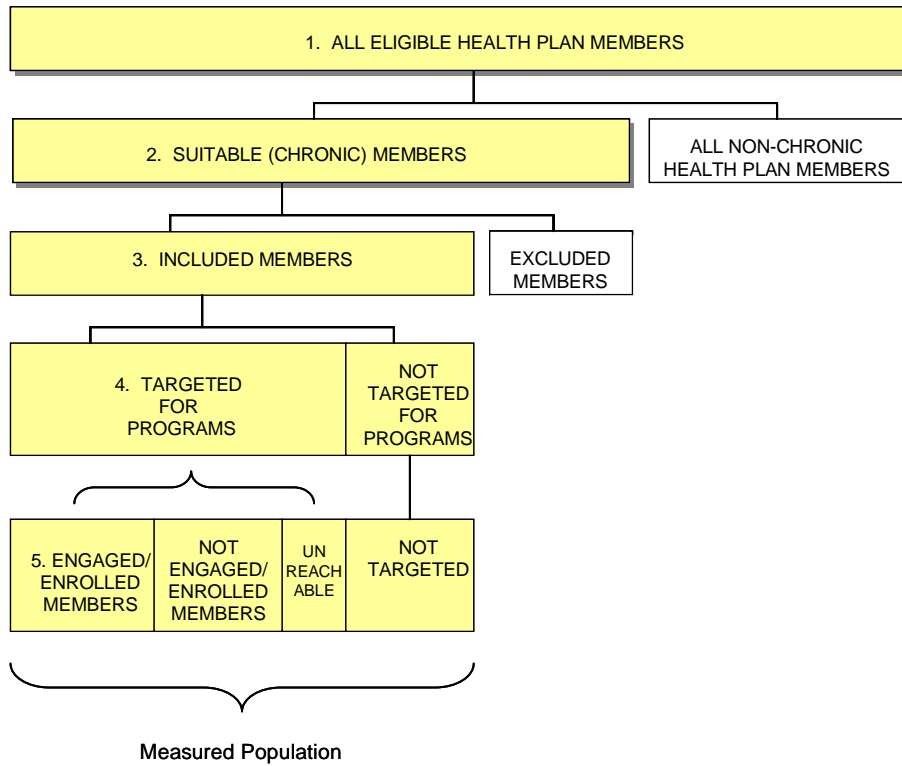 1. ALL ELIGIBLE HEALTH PLAN MEMBERS
2. SUITABLE (CHRONIC) MEMBERS
ALL NON-CHRONIC
HEALTH PLAN MEMBERS
3. INCLUDED MEMBERS
EXCLUDED
MEMBERS
4. TARGETED
FOR
PROGRAMS
NOT
TARGETED
FOR
PROGRAMS
5. ENGAGED/
ENROLLED
MEMBERS
NOT
ENGAGED/
ENROLLED
MEMBERS
UN
REACH
ABLE
NOT
TARGETED
Measured Population